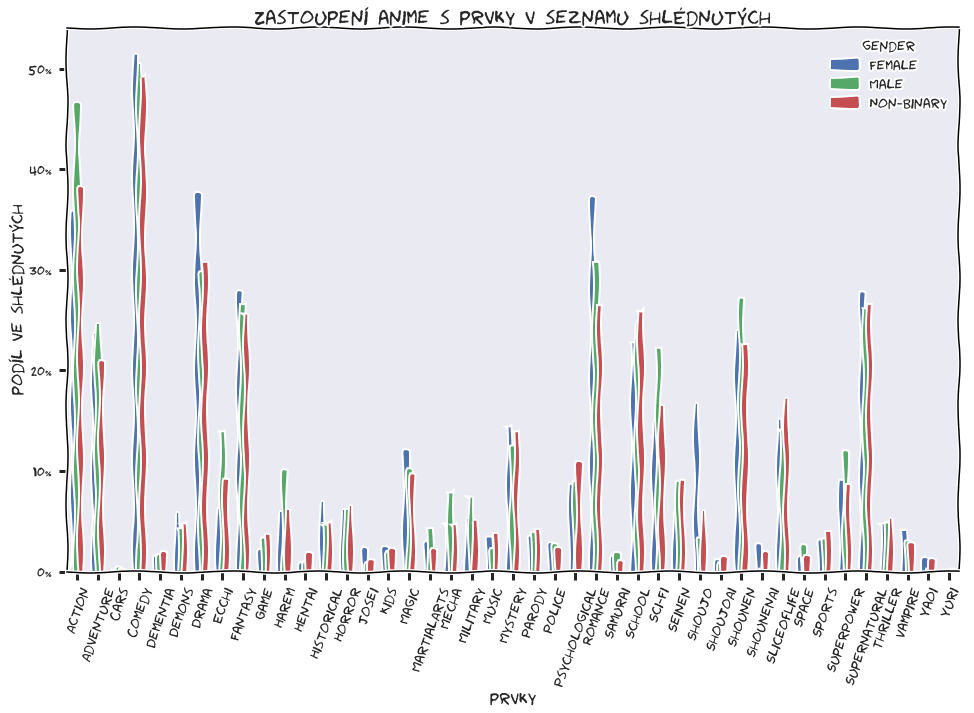 ZASTOUPENÍ ANIME S PRVKY V SEZNAMU SHLÉDNUTÝCH
GENDER
FEMALE
MALE
NON-BINARY
50%
40%
30%
20%
10%
0%
PODÍL VE SHLÉDNUTÝCH
ACTION
ADVENTURE
CARS
COMEDY
DEMENTIA
DEMONS
DRAMA
ECCHI
FANTASY
GAME
HAREM
HENTAI
HISTORICAL
HORROR
JOSEI
KIDS
MAGIC
MARTIALARTS
MECHA
MILITARY
MUSIC
MYSTERY
PARODY
POLICE
PSYCHOLOGICAL
ROMANCE
SAMURAI
SCHOOL
SCI-FI
SEINEN
SHOUJO
SHOUJOAI
SHOUNEN
SHOUNENAI
SLICEOFLIFE
SPACE
SPORTS
SUPERPOWER
SUPERNATURAL
THRILLER
VAMPIRE
YAOI
YURI
PRVKY